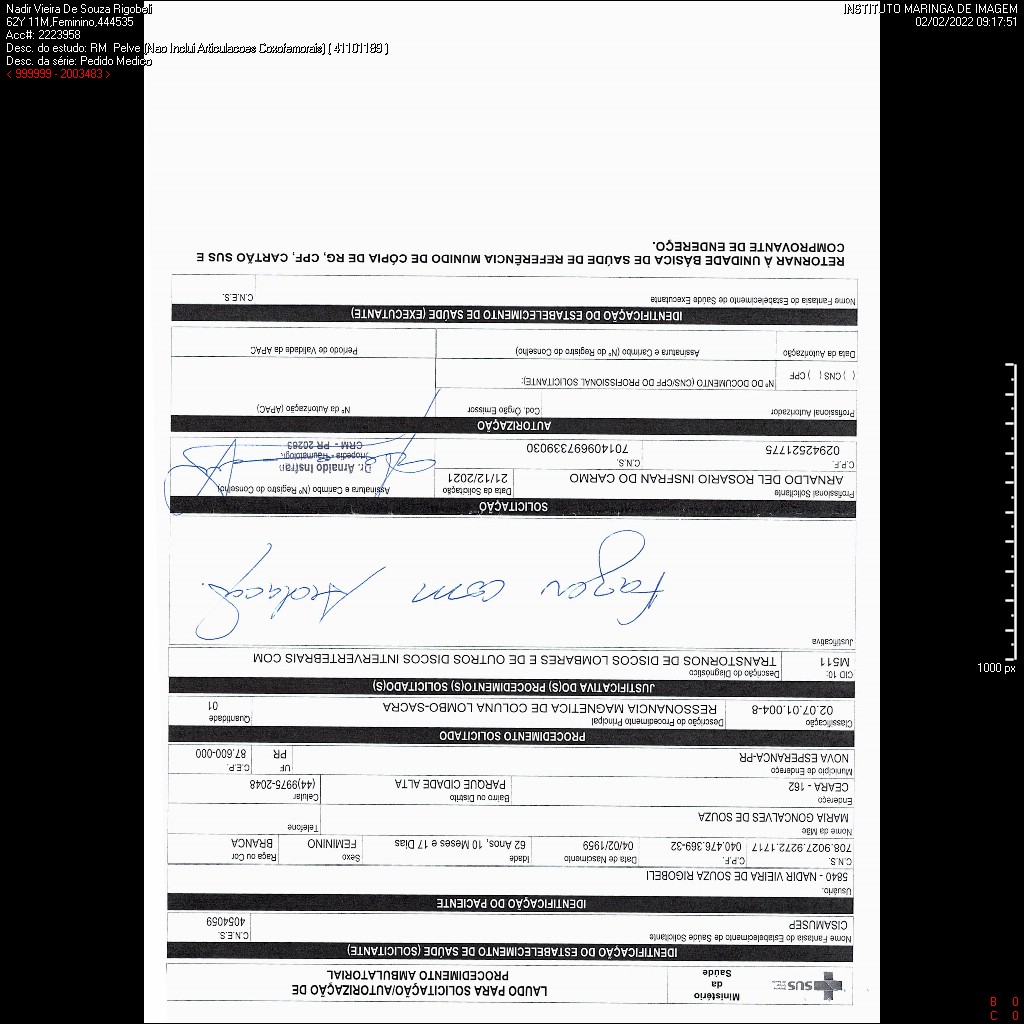 Nadir Vieira De Souza Rigobeli
62Y 11M,Feminino,444535
Acc#: 2223958
Desc. do estudo: RM Pelve (Nao Inclui Articulacoes Coxofemorais) ( 41101189 )
Desc. da série: Pedido Medico
< 999999 - 2003483 >
INSTITUTO MARINGA DE IMAGEM
02/02/2022 09:17:51
SUS
Ministério
da
Saúde
LAUDO PARA SOLICITAÇÃO/AUTORIZAÇÃO DE
PROCEDIMENTO AMBULATORIAL
IDENTIFICAÇÃO DO ESTABELECIMENTO DE SAÚDE (SOLICITANTE)
Nome Fantasia do Estabelecimento de Saúde Solicitante C.N.E.S.
CISAMUSEP 4054059
IDENTIFICAÇÃO DO PACIENTE
Usuário.
5840 - NADIR VIEIRA DE SOUZA RIGOBELI
C.N.S. C.P.F. Data de Nascimento Idade Sexo Raça ou Cor
708.9027.9272.1717 040.476.369-32 04/02/1959 62 Anos, 10 Meses e 17 Dias FEMININO BRANCA
Nome da Mãe Telefone
MARIA GONCALVES DE SOUZA
Endereço Bairro ou Distrito Celular
CEARA - 162 PARQUE CIDADE ALTA (44)9975-2048
Município de Endereço UF C.E.P.
NOVA ESPERANCA-PR PR 87.600-000
PROCEDIMENTO SOLICITADO
Classificação Descrição do Procedimento Principal Quantidade
02.07.01.004-8 RESSONANCIA MAGNETICA DE COLUNA LOMBO-SACRA 01
JUSTIFICATIVA DO(S) PROCEDIMENTO(S) SOLICITADO(S)
CID 10: Descrição do Diagnóstico
M511 TRANSTORNOS DE DISCOS LOMBARES E DE OUTROS DISCOS INTERVERTEBRAIS COM
Justificativa
Fazer com
SOLICITAÇÃO
Profissional Solicitante Data da Solicitação Assinatura e Carimbo (Nº Registro do Conselho)
ARNALDO DEL ROSARIO INSFRAN DO CARMO 21/12/2021
Dr. Arnaldo Insfran
C.P.F. C.N.S.
02942521775 701409697339030
CRM - PR 20263
AUTORIZAÇÃO
Profissional Autorizador Cod. Orgão Emissor Nº da Autorização (APAC)
( ) CNS ( ) CPF Nº DOCUMENTO (CNS/CPF DO PROFISSIONAL SOLICITANTE):
Data da Autorização Assinatura e Carimbo (Nº do Registro do Conselho) Período de Validade da APAC
IDENTIFICAÇÃO DO ESTABELECIMENTO DE SAÚDE (EXECUTANTE)
Nome Fantasia do Estabelecimento de Saúde Executante C.N.E.S.
RETORNAR À UNIDADE BÁSICA DE SAÚDE DE REFERÊNCIA MUNIDO DE CÓPIA DE RG, CPF, CARTÃO SUS E
COMPROVANTE DE ENDEREÇO.
1000 px
B 0
C 0